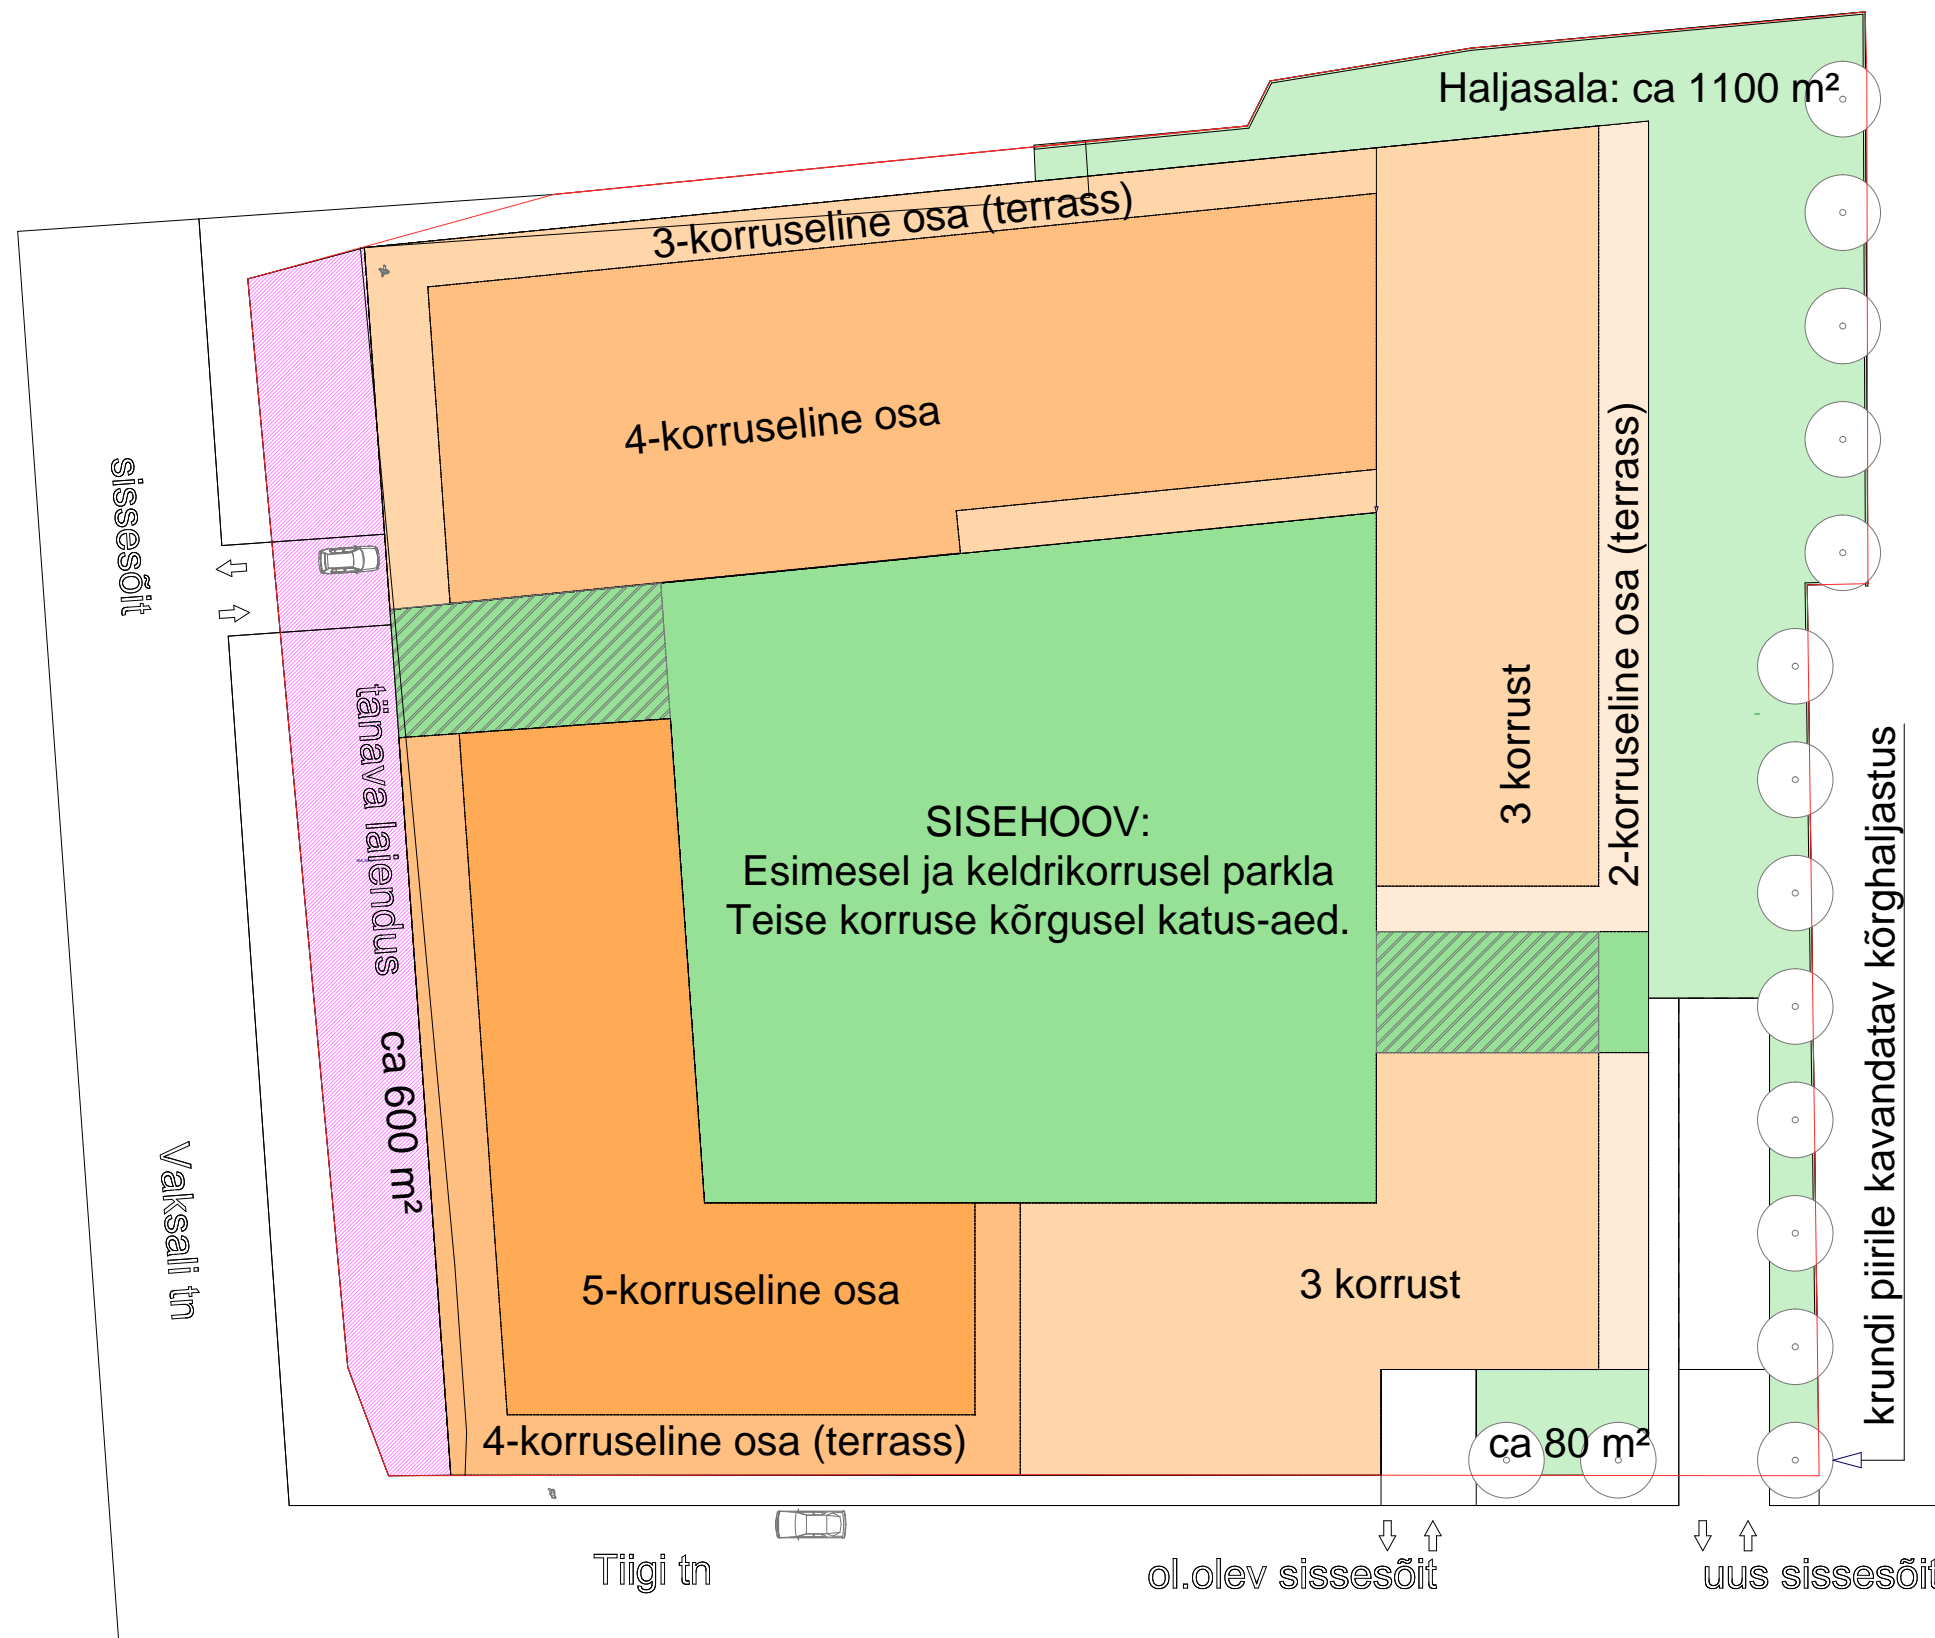 Haljasala: ca 1100 m²
3-korruseline osa (terrass)
4-korruseline osa
sissesõit
2-korruseline osa (terrass)
3 korrust
tänava laiendus
ca 600 m²
SISEHOOV:
Esimesel ja keldrikorrusel parkla
Teise korruse kõrgusel katus-aed.
krundi piirile kavandatav kõrghaljastus
Vaksali tn
5-korruseline osa
3 korrust
4-korruseline osa (terrass)
ca 80 m²
Tiigi tn
ol.olev sissesõit
uus sissesõit